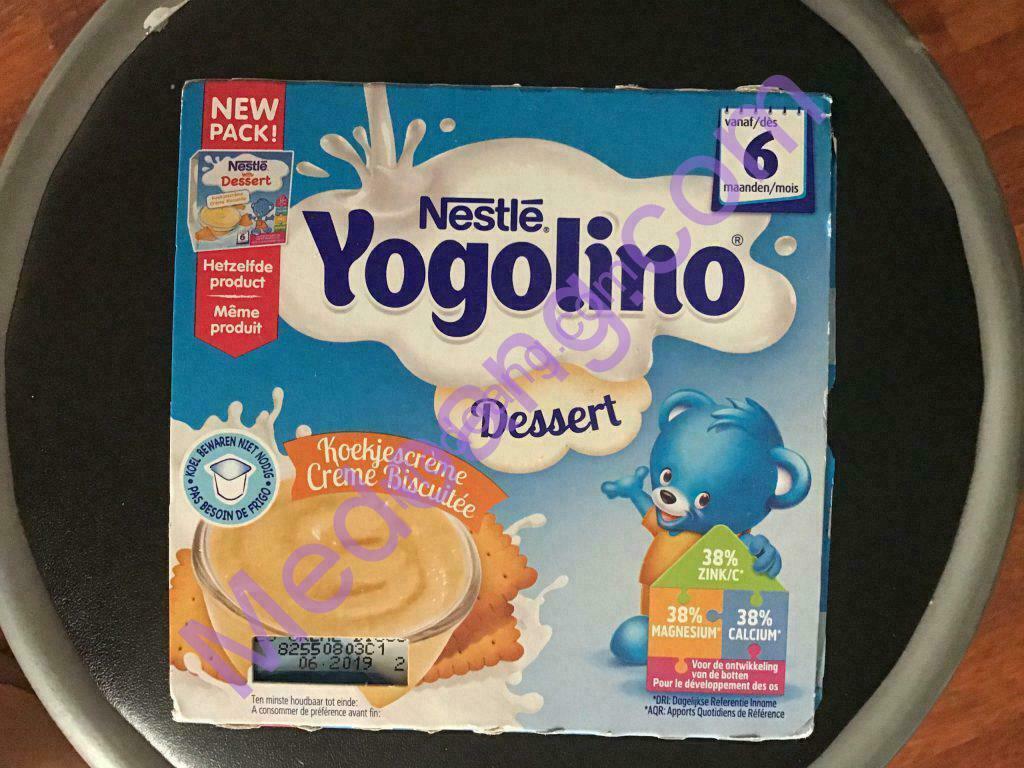 NEW
PACK!
Nestlé
Dessert
Hetzelfde
product
Même
produit
vanaf/dès
6
maanden/mois
Nestlé®
Yogolino®
Dessert
Koekjescrème
Crème Biscuitée
KOEL BEWAREN NIET NODIG
PAS BESOIN DE FRIGO
38%
ZINK/C*
38%
MAGNESIUM*
38%
CALCIUM*
Voor de ontwikkeling
van de botten
Pour le développement des os
*DRI: Dagelijkse Referentie Inname
*AQR: Apports Quotidiens de Référence
82550803C1
06·2019 2
Ten minste houdbaar tot einde:
A consommer de préférence avant fin: